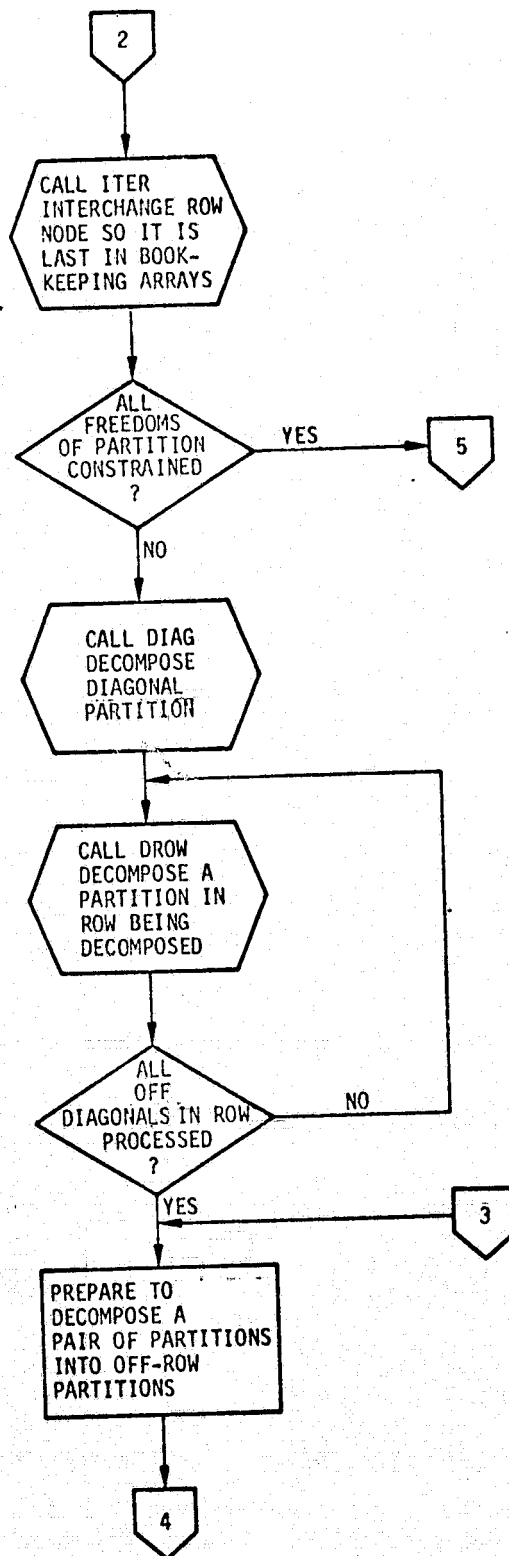 2
CALL ITER
INTERCHANGE ROW
NODE SO IT IS
LAST IN BOOK-
KEEPING ARRAYS
ALL
FREEDOMS
OF PARTITION
CONSTRAINED
?
YES
5
NO
CALL DIAG
DECOMPOSE
DIAGONAL
PARTITION
CALL DROW
DECOMPOSE A
PARTITION IN
ROW BEING
DECOMPOSED
ALL
OFF
DIAGONALS IN ROW
PROCESSED
?
NO
YES
3
PREPARE TO
DECOMPOSE A
PAIR OF PARTITIONS
INTO OFF-ROW
PARTITIONS
4